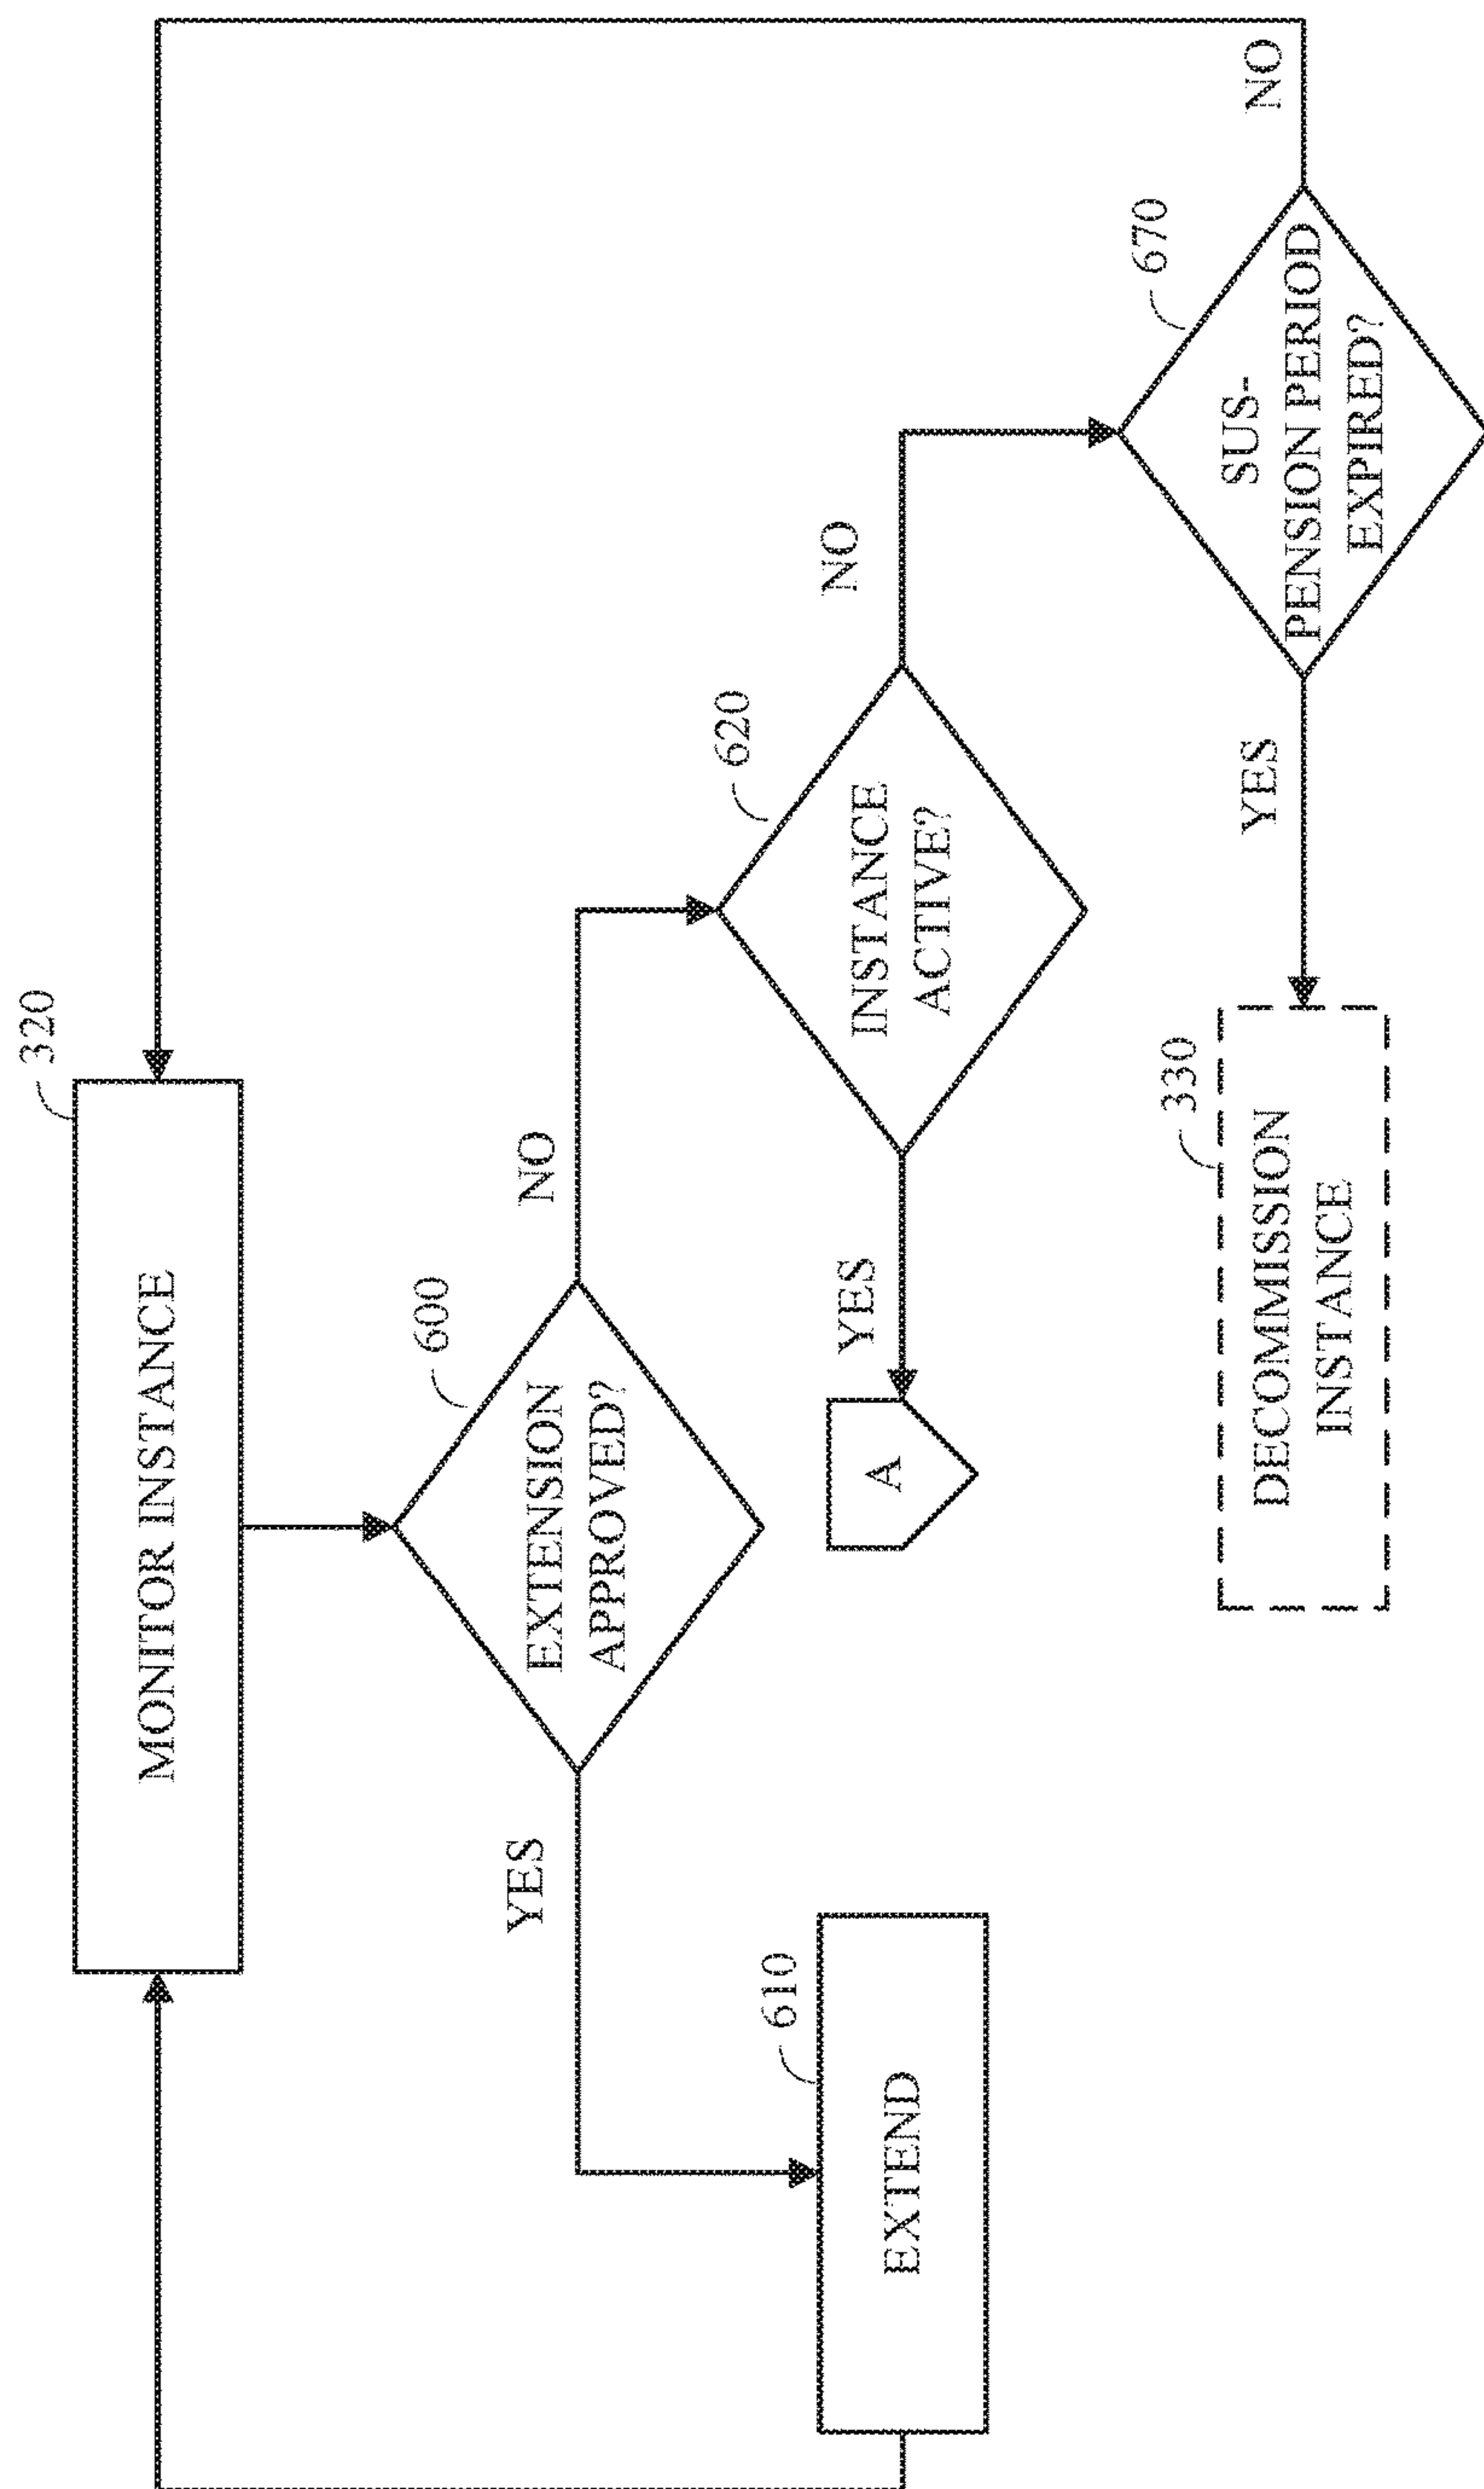 320
MONITOR INSTANCE
600
EXTENSION
APPROVED?
YES
NO
610
EXTEND
620
INSTANCE
ACTIVE?
YES
NO
A
670
SUS-
PENSION PERIOD
EXPIRED?
YES
NO
330
DECOMMISSION
INSTANCE